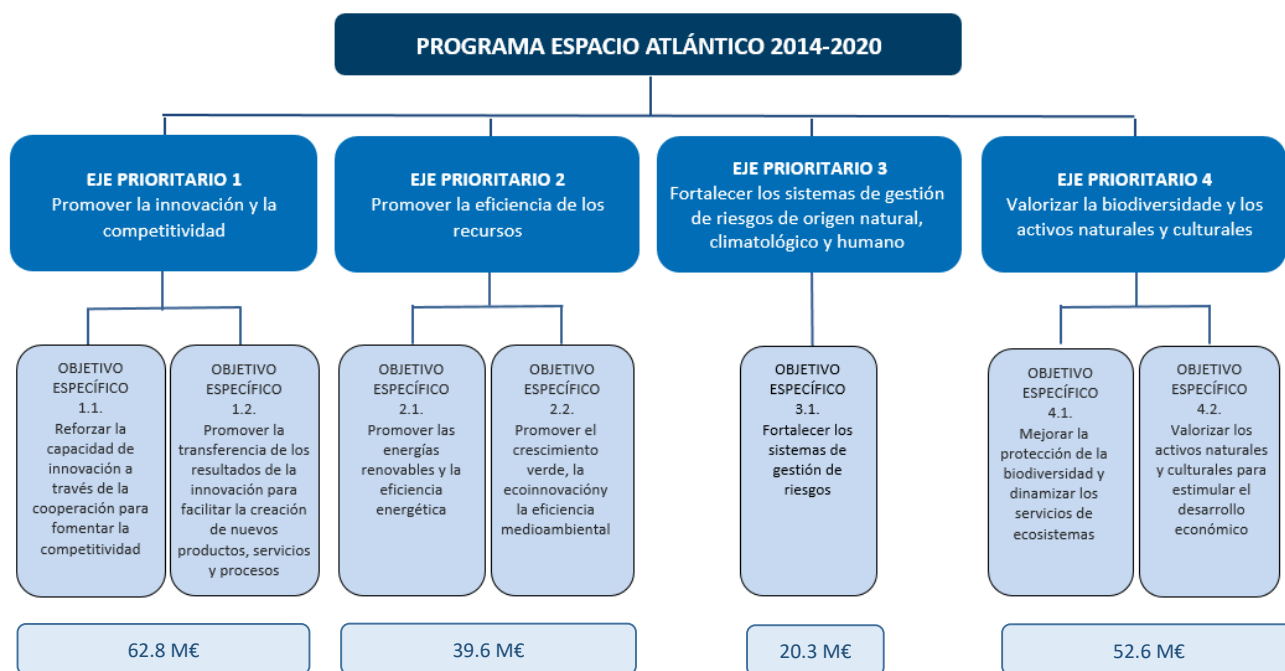 PROGRAMA ESPACIO ATLÁNTICO 2014-2020
EJE PRIORITARIO 1
Promover la innovación y la
competitividad
EJE PRIORITARIO 2
Promover la eficiencia de los
recursos
EJE PRIORITARIO 3
Fortalecer los sistemas de gestión
de riesgos de origen natural,
climatológico y humano
EJE PRIORITARIO 4
Valorizar la biodiversidade y los
activos naturales y culturales
OBJETIVO
ESPECÍFICO
1.1.
Reforzar la
capacidad de
innovación a
través de la
cooperación para
fomentar la
competitividad
OBJETIVO
ESPECÍFICO
1.2.
Promover la
transferencia de los
resultados de la
innovación para
facilitar la creación
de nuevos
productos, servicios
y procesos
OBJETIVO
ESPECÍFICO
2.1.
Promover las
energías
renovables y la
eficiencia
energética
OBJETIVO
ESPECÍFICO
2.2.
Promover el
crecimiento
verde, la
ecoinnovacióny
la eficiencia
medioambiental
OBJETIVO
ESPECÍFICO
3.1.
Fortalecer los
sistemas de
gestión de
riesgos
OBJETIVO
ESPECÍFICO
4.1.
Mejorar la
protección de la
biodiversidad y
dinamizar los
servicios de
ecosistemas
OBJETIVO
ESPECÍFICO
4.2.
Valorizar los
activos naturales
y culturales para
estimular el
desarrollo
económico
62.8 M€
39.6 M€
20.3 M€
52.6 M€